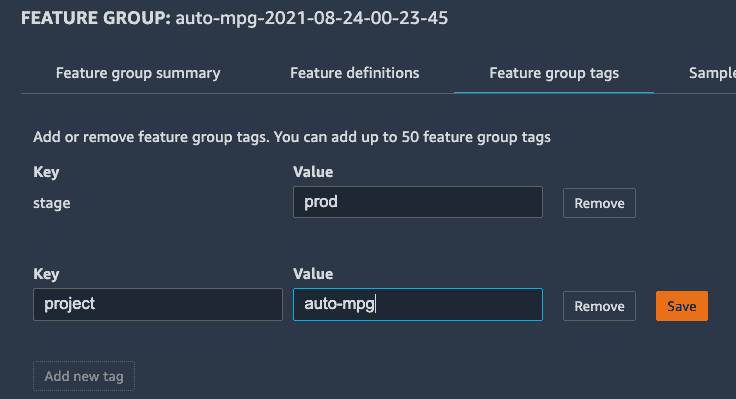 FEATURE GROUP: auto-mpg-2021-08-24-00-23-45
Feature group summary Feature definitions Feature group tags Sample
Add or remove feature group tags. You can add up to 50 feature group tags
Key Value
stage prod Remove
Key Value
project auto-mpg Remove Save
Add new tag